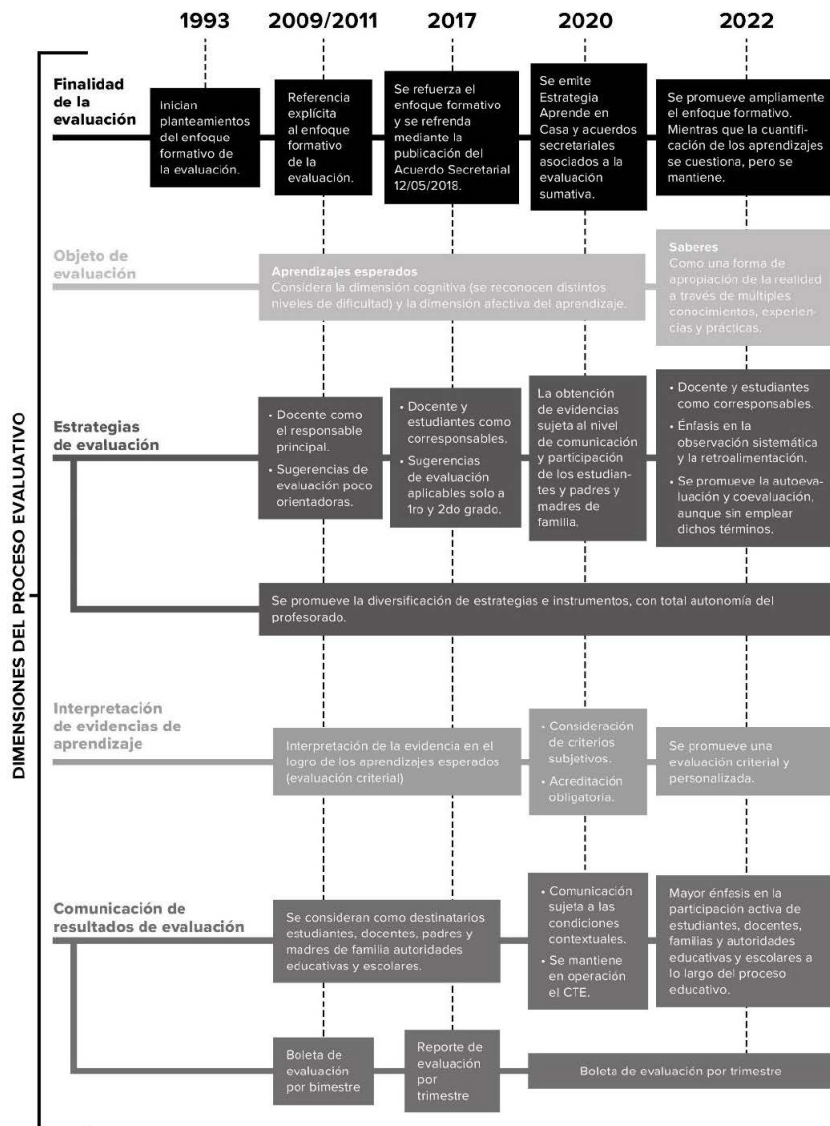 1993
2009/2011
2017
2020
2022
DIMENSIONES DEL PROCESO EVALUATIVO
Finalidad
de la
evaluación
Inician
planteamientos
del enfoque
formativo de
la evaluación.
Referencia
explícita
al enfoque
formativo
de la
evaluación.
Se refuerza el
enfoque formativo
y se refrenda
mediante la
publicación del
Acuerdo Secretarial
12/05/2018.
Se emite
Estrategia
Aprende en
Casa y acuerdos
secretariales
asociados a la
evaluación
sumativa.
Se promueve ampliamente
el enfoque formativo.
Mientras que la cuantifi-
cación de los aprendizajes
se cuestiona, pero se
mantiene.
Objeto de
evaluación
Aprendizajes esperados
Considera la dimensión cognitiva (se reconocen distintos
niveles de dificultad) y la dimensión afectiva del aprendizaje.
Saberes
Como una forma de
apropiación de la realidad
a través de múltiples
conocimientos, experien-
cias y prácticas.
Estrategias
de evaluación
• Docente como
el responsable
principal.
• Sugerencias de
evaluación poco
orientadoras.
• Docente y
estudiantes como
corresponsables.
• Sugerencias
de evaluación
aplicables solo a
1ro y 2do grado.
La obtención
de evidencias
sujeta al nivel
de comunicación
y participación
de los estudian-
tes y padres y
madres de
familia.
• Docente y estudiantes
como corresponsables.
• Énfasis en la
observación sistemática
y la retroalimentación.
• Se promueve la autoeva-
luación y coevaluación,
aunque sin emplear
dichos términos.
Se promueve la diversificación de estrategias e instrumentos, con total autonomía del
profesorado.
Interpretación
de evidencias de
aprendizaje
Interpretación de la evidencia en el
logro de los aprendizajes esperados
(evaluación criterial)
• Consideración
de criterios
subjetivos.
• Acreditación
obligatoria.
Se promueve una
evaluación criterial y
personalizada.
Comunicación de
resultados de evaluación
Se consideran como destinatarios
estudiantes, docentes, padres y
madres de familia autoridades
educativas y escolares.
• Comunicación
sujeta a las
condiciones
contextuales.
• Se mantiene
en operación
el CTE.
Mayor énfasis en la
participación activa de
estudiantes, docentes,
familias y autoridades
educativas y escolares a
lo largo del proceso
educativo.
Boleta de
evaluación
por bimestre
Reporte de
evaluación
por
trimestre
Boleta de evaluación por trimestre